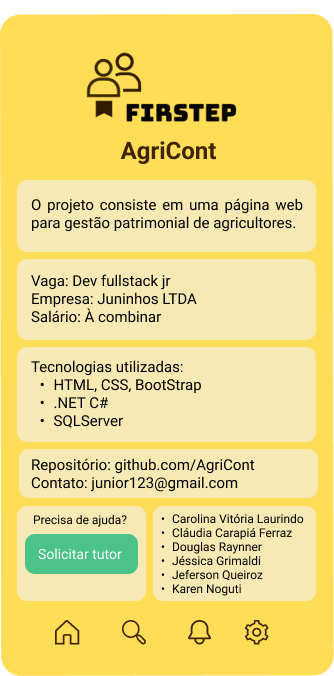 FIRSTEP
AgriCont
O projeto consiste em uma página web
para gestão patrimonial de agricultores.
Vaga: Dev fullstack jr
Empresa: Juninhos LTDA
Salário: À combinar
Tecnologias utilizadas:
• HTML, CSS, BootStrap
• .NET C#
• SQLServer
Repositório: github.com/AgriCont
Contato: junior123@gmail.com
Precisa de ajuda?
Solicitar tutor
• Carolina Vitória Laurindo
• Cláudia Carapiá Ferraz
• Douglas Raynner
• Jéssica Grimaldi
• Jeferson Queiroz
• Karen Noguti